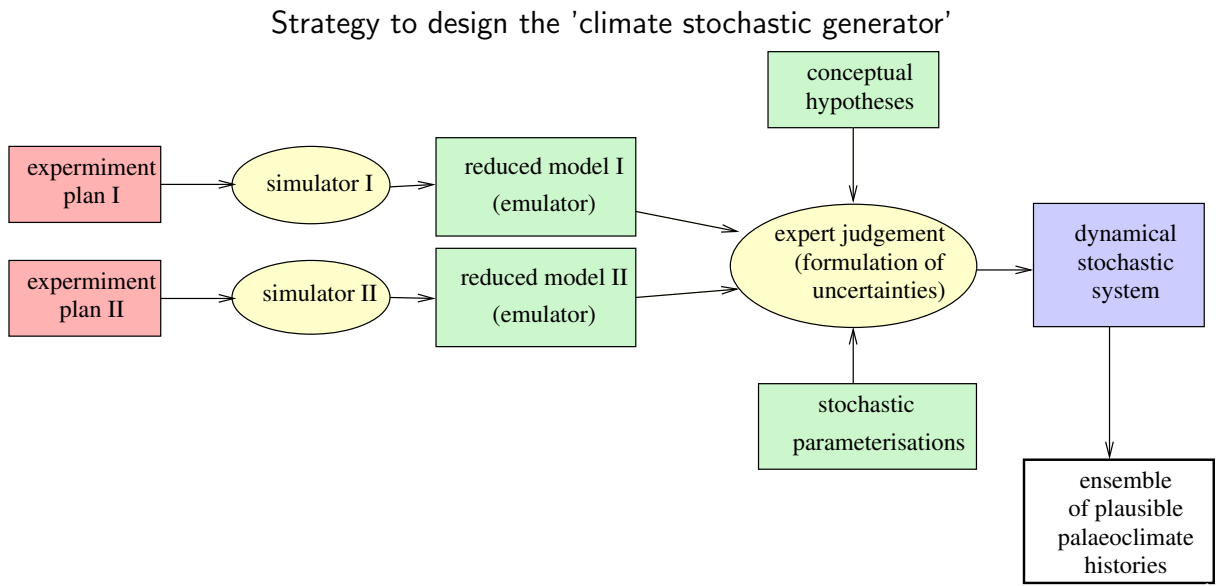 Strategy to design the 'climate stochastic generator'
conceptual
hypotheses
expermiment
plan I
simulator I
reduced model I
(emulator)
expermiment
plan II
simulator II
reduced model II
(emulator)
expert judgement
(formulation of
uncertainties)
dynamical
stochastic
system
stochastic
parameterisations
ensemble
of plausible
palaeoclimate
histories